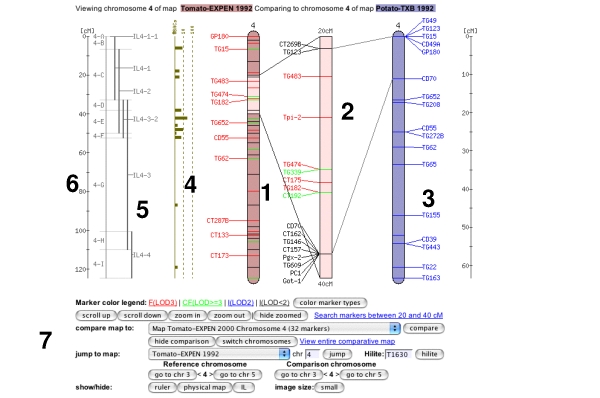 Viewing chromosome 4 of map Tomato-EXPEN 1992 Comparing to chromosome 4 of map Potato-TXB 1992
[cM]
0
20
40
60
80
100
120
4-B
4-C
4-D
4-E
4-F
4-G
4-H
4-I
IL4-1-1
IL4-1
IL4-2
IL4-3-2
IL4-3
IL4-4
6
5
4
4
GP180
TG15
TG483
TG474
TG182
TG652
CD55
TG62
CT287B
CT133
CT173
1
20cM
CT269B
TG123
TG483
Tpi-2
TG474
CT175
TG182
CD70
CT162
TG146
CT157
Pgx-2
TG609
PC1
Got-1
40cM
2
4
TG49
TG123
TG15
CD49A
GP180
CD70
TG652
TG208
CD55
TG272B
TG62
TG65
TG155
CD39
TG443
TG22
TG163
3
[cM]
0
10
20
30
40
50
60
7
Marker color legend: F(LOD3) | CF(LOD>=3) | I(LOD2) | I(LOD<2) color marker types
scroll up scroll down zoom in zoom out hide zoomed Search markers between 20 and 40 cM
compare map to: Map Tomato-EXPEN 2000 Chromosome 4 (32 markers) compare
hide comparison switch chromosomes View entire comparative map
jump to map: Tomato-EXPEN 1992 chr 4 jump Hilite: T1630 hilite
Reference chromosome Comparison chromosome
go to chr 3 < 4 > go to chr 5 go to chr 3 < 4 > go to chr 5
show/hide: ruler physical map IL image size: small